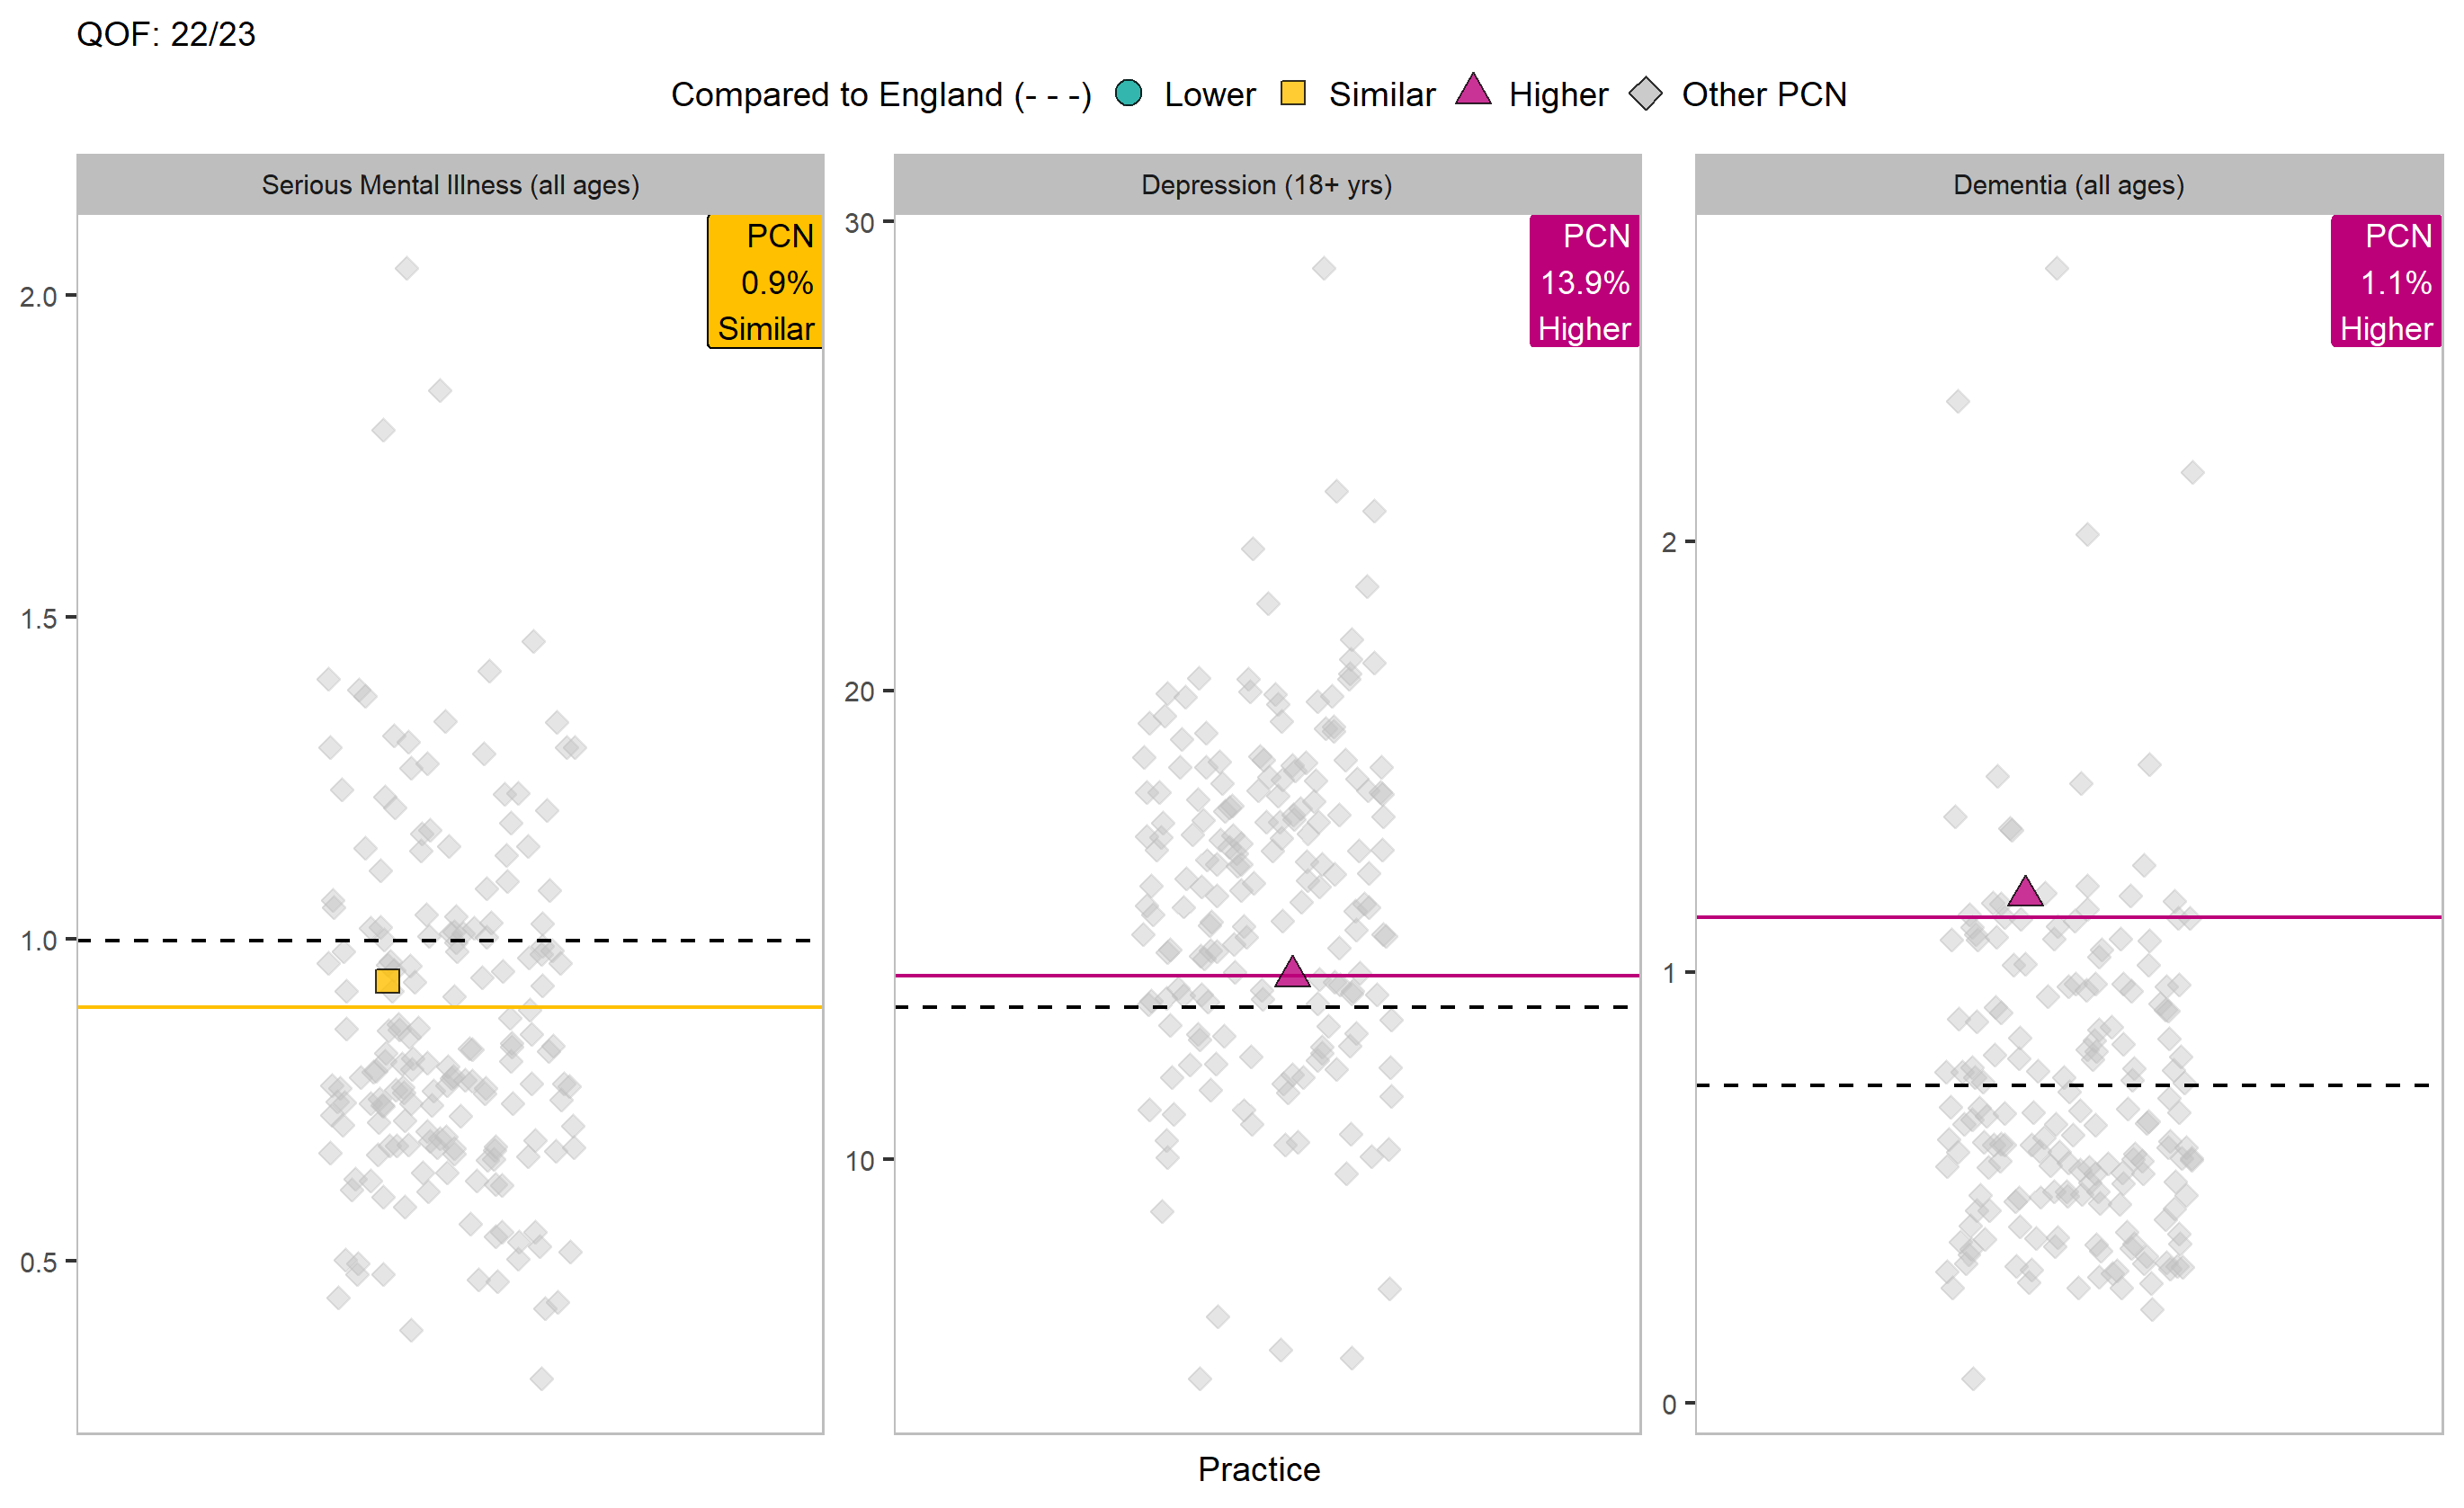 QOF: 22/23
Compared to England (- - -) Lower Similar Higher Other PCN
Serious Mental Illness (all ages)
PCN
0.9%
Similar
2.0
1.5
1.0
0.5
Depression (18+ yrs)
PCN
13.9%
Higher
30
20
10
Dementia (all ages)
PCN
1.1%
Higher
2
1
0
Practice